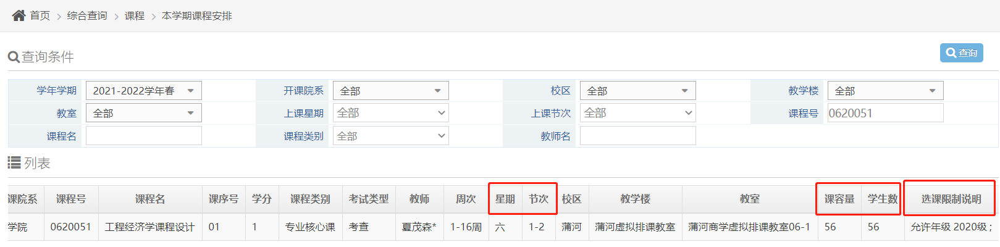 首页 > 综合查询 > 课程 > 本学期课程安排
查询条件 查询
学年学期 2021-2022学年春 开课院系 全部 校区 全部 教学楼 全部
教室 全部 上课星期 全部 上课节次 全部 课程号 0620051
课程名 课程类别 全部 教师名
列表
课院系 课程号 课程名 课序号 学分 课程类别 考试类型 教师 周次 星期 节次 校区 教学楼 教室 课容量 学生数 选课限制说明
学院 0620051 工程经济学课程设计 01 1 专业核心课 考查 夏茂森* 1-16周 六 1-2 蒲河 蒲河虚拟排课教室 蒲河商学虚拟排课教室06-1 56 56 允许年级 2020级 ;